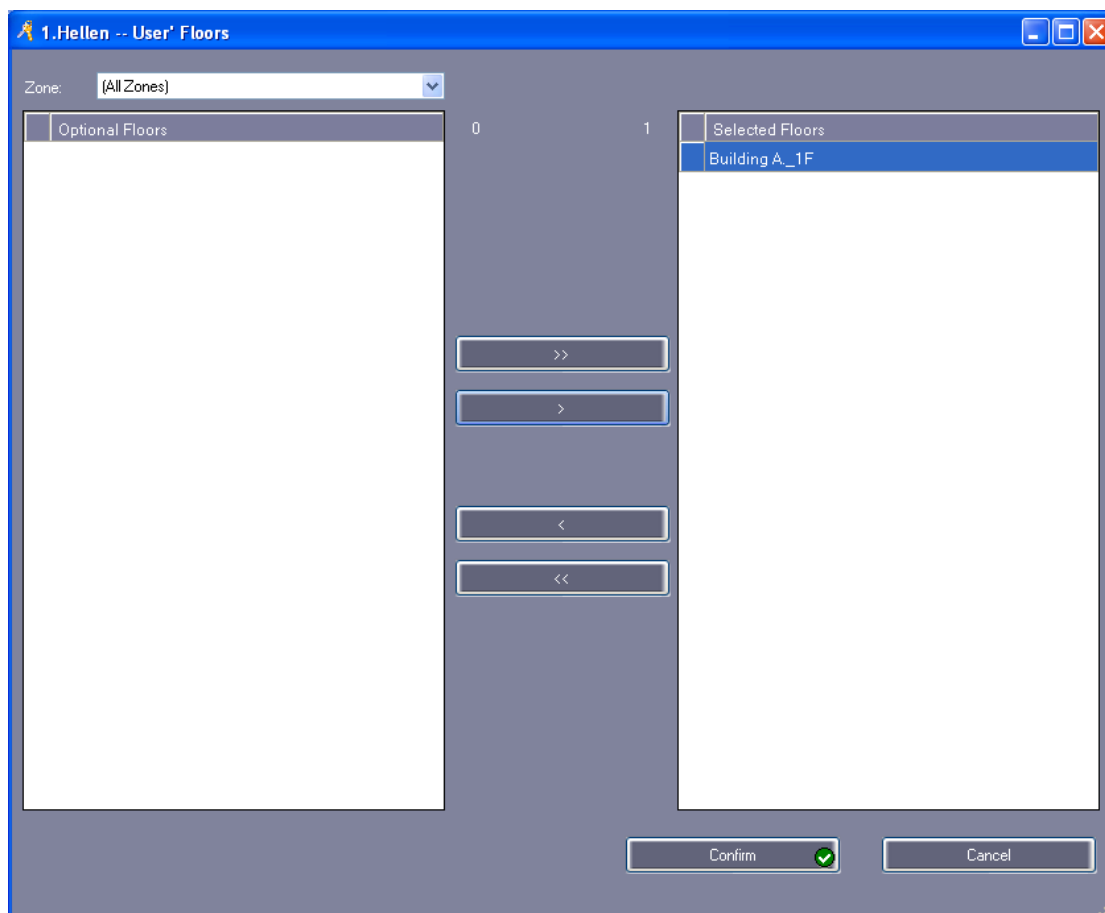 1.Hellen -- User' Floors
Zone: (All Zones)
Optional Floors
0
1
Selected Floors
Building A._1F
>>
>
<
<<
Confirm
Cancel